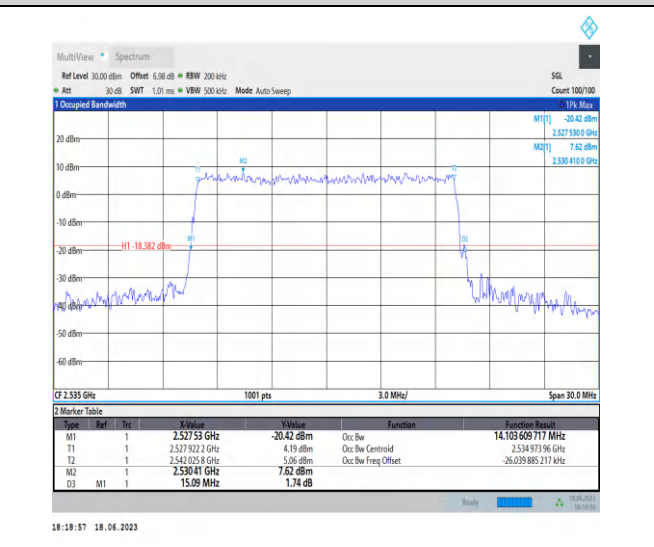 MultiView Spectrum
Ref Level 30.00 dBm Offset 6.98 dB RBW 200 kHz SGL
Att 30 dB SWT 1.01 ms VBW 500 kHz Mode Auto Sweep Count 100/100
1 Occupied Bandwidth 1Pk Max
M1[1] -20.42 dBm
2.527 530 0 GHz
M2[1] 7.62 dBm
2.530 410 0 GHz
20 dBm
10 dBm
0 dBm
-10 dBm
-20 dBm
-30 dBm
-40 dBm
-50 dBm
-60 dBm
H1 -18.382 dBm
T1
M2
T2
M1
D3
CF 2.535 GHz 1001 pts 3.0 MHz/ Span 30.0 MHz
2 Marker Table
Type Ref Trc X-Value Y-Value Function Function Result
M1 1 2.527 53 GHz -20.42 dBm Occ Bw 14.103 609 717 MHz
T1 1 2.527 922 2 GHz 4.19 dBm Occ Bw Centroid 2.534 973 96 GHz
T2 1 2.542 025 8 GHz 5.06 dBm Occ Bw Freq Offset -26.039 885 217 kHz
M2 1 2.530 41 GHz 7.62 dBm
D3 M1 1 15.09 MHz 1.74 dB
Ready 18.06.2023
18:18:56
18:18:57 18.06.2023